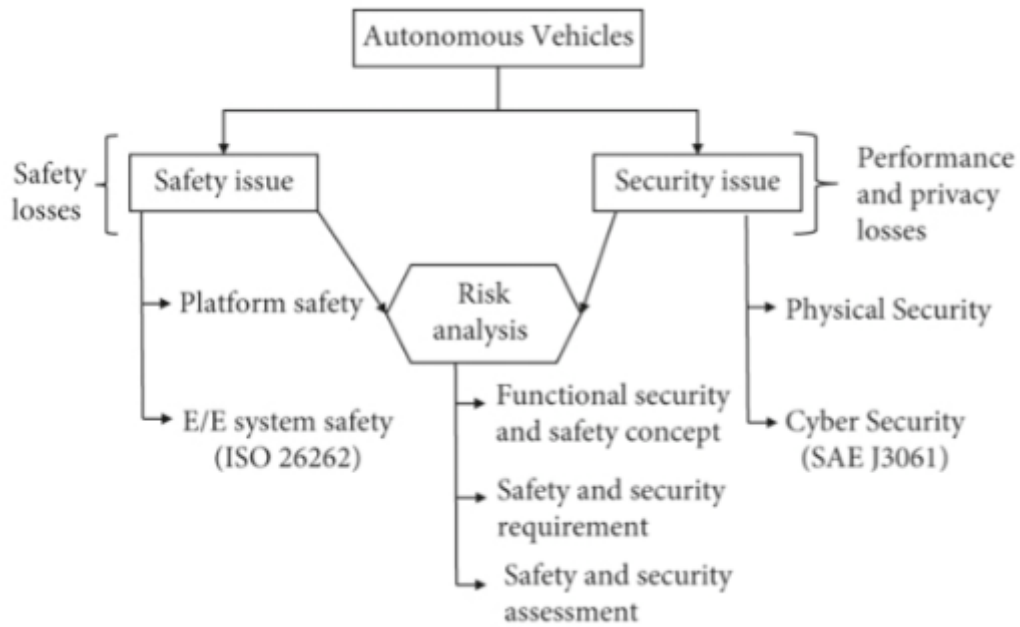 Autonomous Vehicles
Safety
losses
Safety issue
Security issue
Performance
and privacy
losses
Platform safety
Risk
analysis
Physical Security
E/E system safety
(ISO 26262)
Functional security
and safety concept
Cyber Security
(SAE J3061)
Safety and security
requirement
Safety and security
assessment